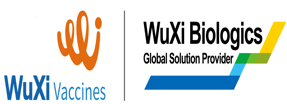 WuXi Vaccines
WuXi Biologics
Global Solution Provider